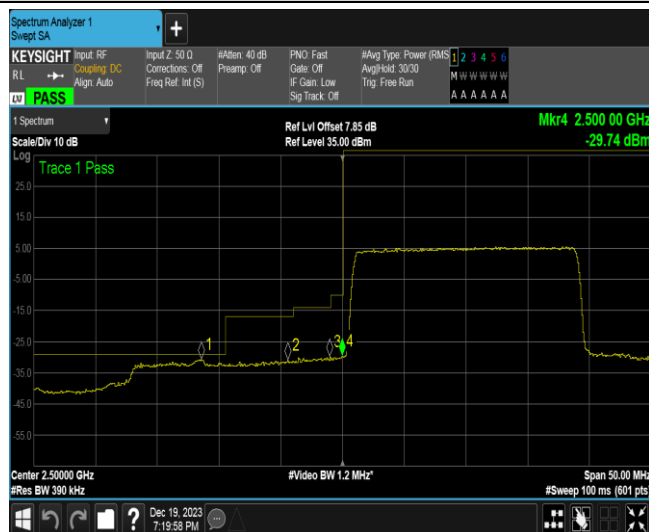 Spectrum Analyzer 1
Swept SA
+
KEYSIGHT
RL
LXI PASS
Input: RF
Coupling: DC
Align: Auto
Input Z: 50 Ω
Corrections: Off
Freq Ref: Int (S)
#Atten: 40 dB
Preamp: Off
PNO: Fast
Gate: Off
IF Gain: Low
Sig Track: Off
#Avg Type: Power (RMS
Avg|Hold: 30/30
Trig: Free Run
1 2 3 4 5 6
M W W W W W
A A A A A A
1 Spectrum
Scale/Div 10 dB
Log
Ref Lvl Offset 7.85 dB
Ref Level 35.00 dBm
Mkr4 2.500 00 GHz
-29.74 dBm
Trace 1 Pass
25.0
15.0
5.00
-5.00
-15.0
-25.0
-35.0
-45.0
-55.0
1
2
3
4
Center 2.50000 GHz
#Res BW 390 kHz
#Video BW 1.2 MHz*
Span 50.00 MHz
#Sweep 100 ms (601 pts)
?
Dec 19, 2023
7:19:58 PM